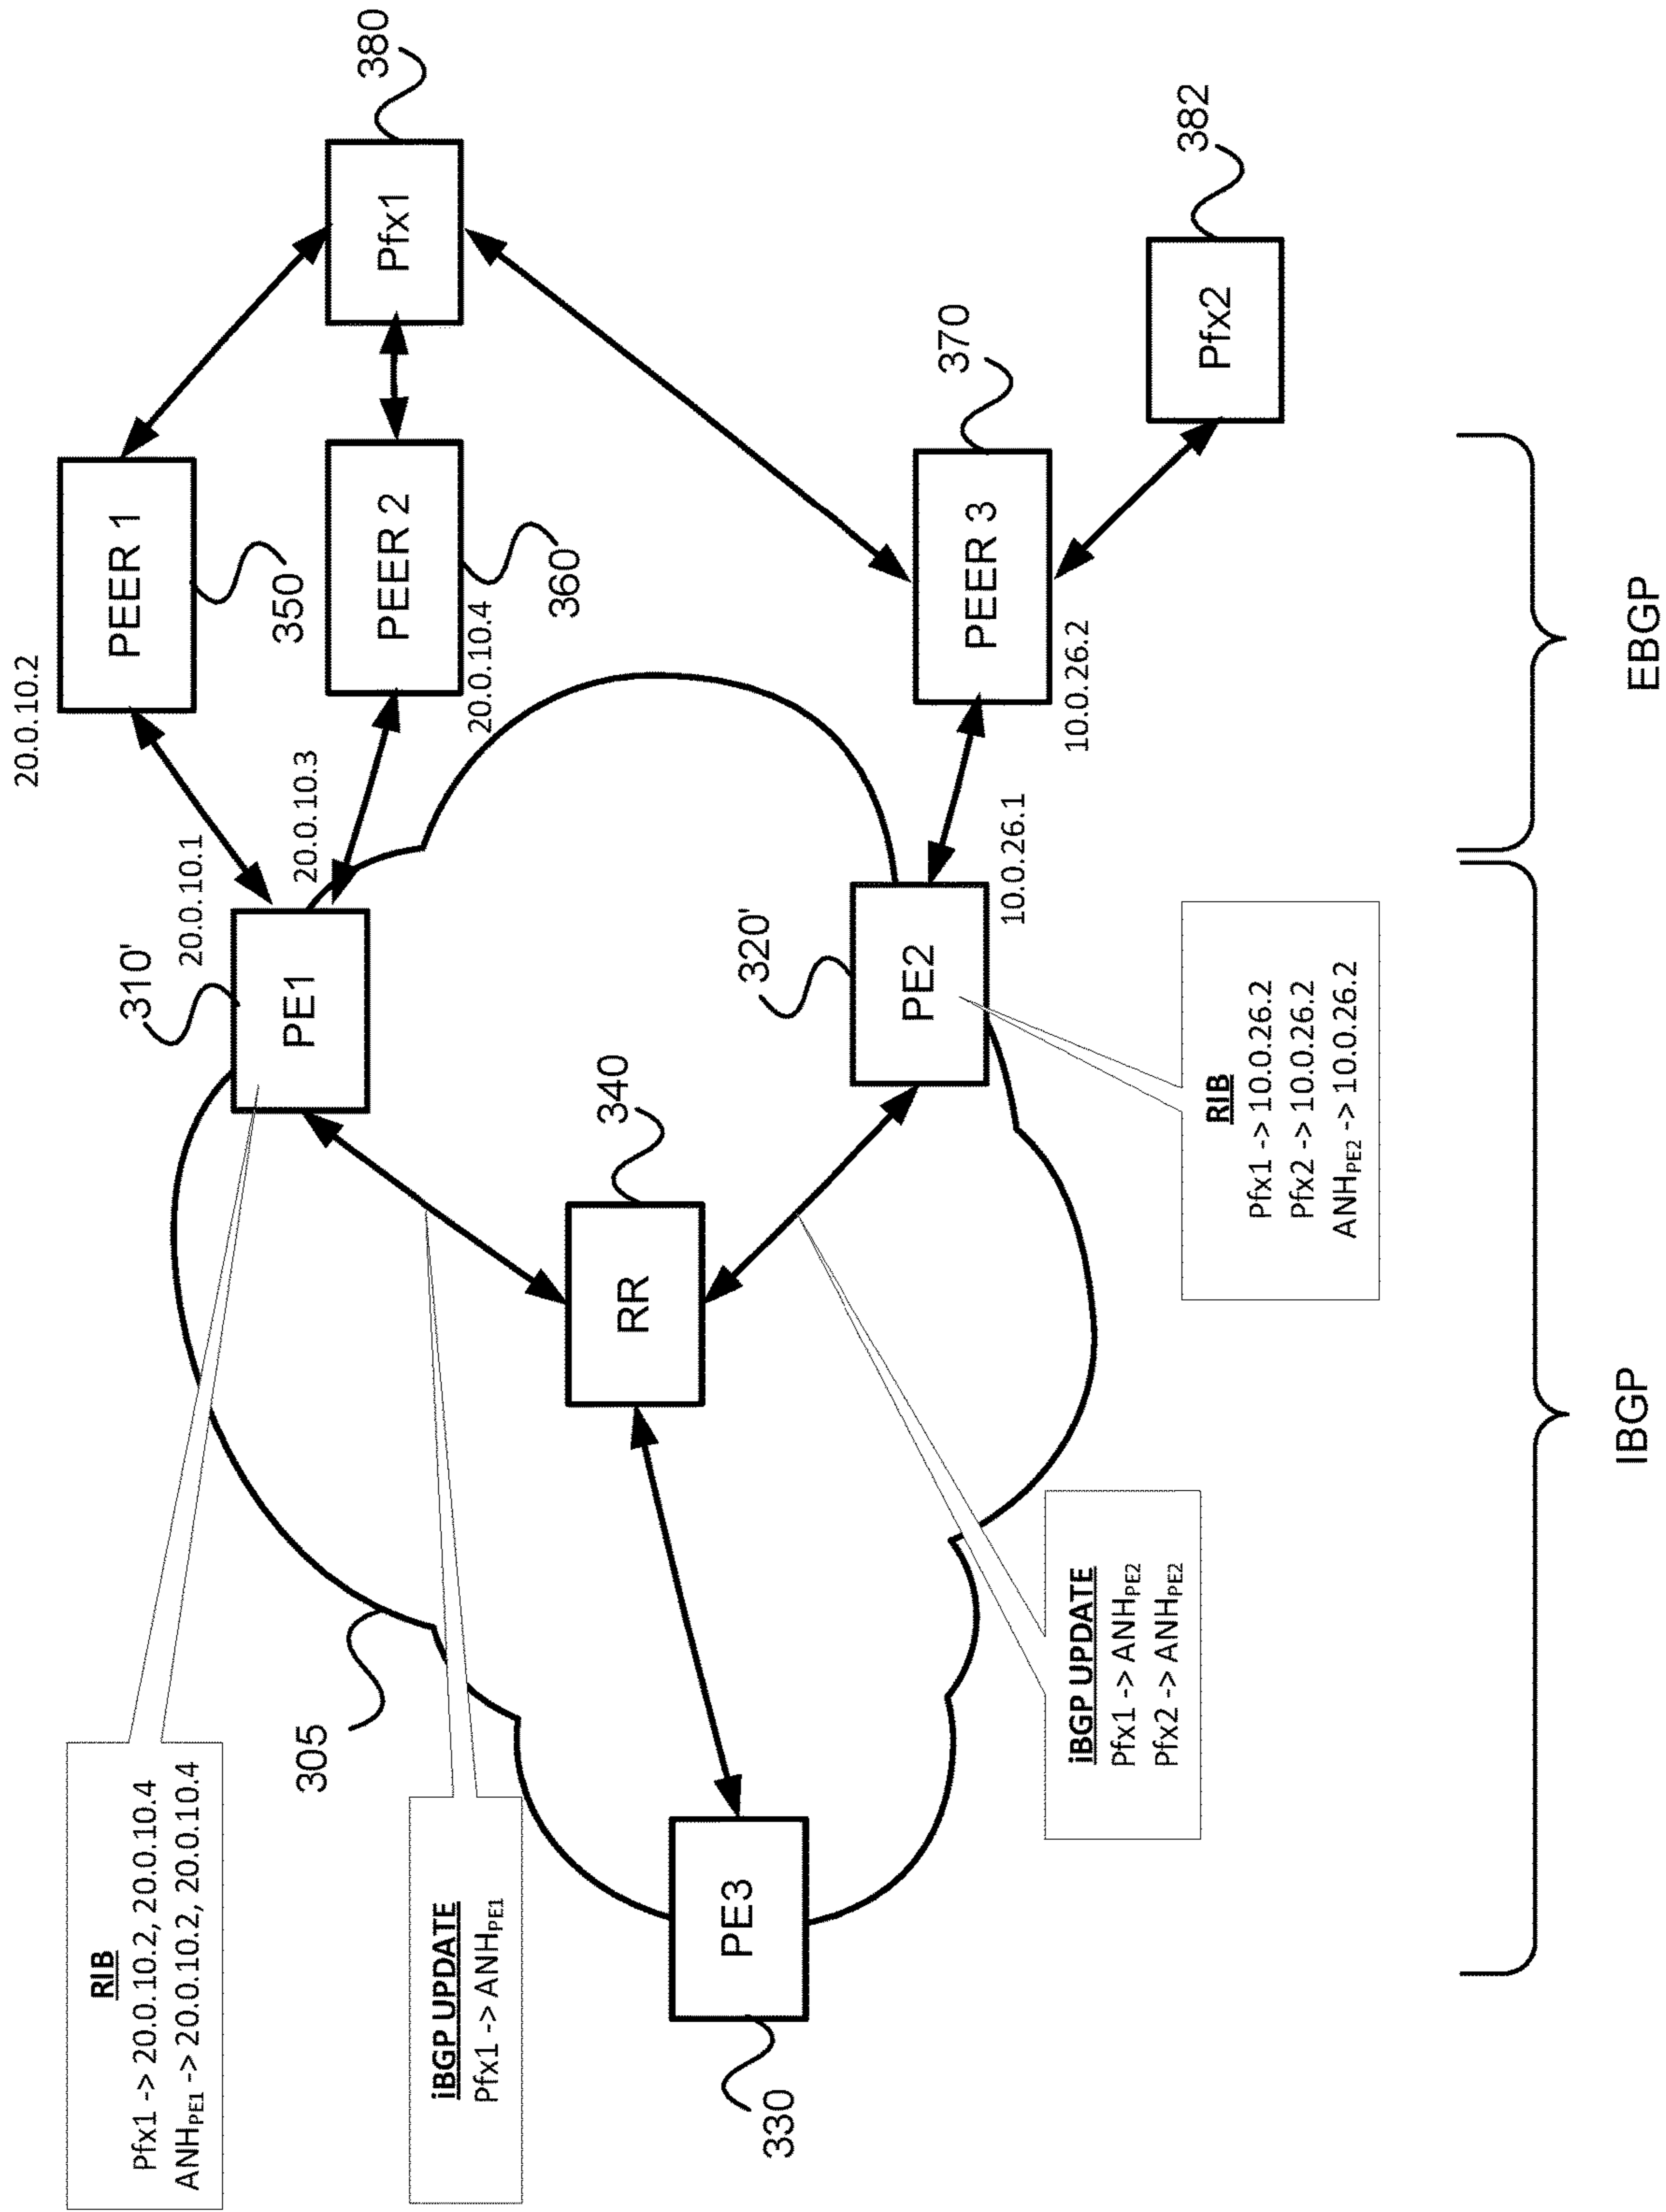 RIB
Pfx1 -> 20.0.10.2, 20.0.10.4
ANHPE1 -> 20.0.10.2, 20.0.10.4
iBGP UPDATE
Pfx1 -> ANHPE1
305
310'
PE1
20.0.10.1
20.0.10.3
20.0.10.2
PEER 1
350
PEER 2
20.0.10.4
360
Pfx1
380
330
PE3
RR
340
320'
PE2
10.0.26.1
PEER 3
10.0.26.2
370
Pfx2
382
iBGP UPDATE
Pfx1 -> ANHPE2
Pfx2 -> ANHPE2
RIB
Pfx1 -> 10.0.26.2
Pfx2 -> 10.0.26.2
ANHPE2 -> 10.0.26.2
IBGP
EBGP